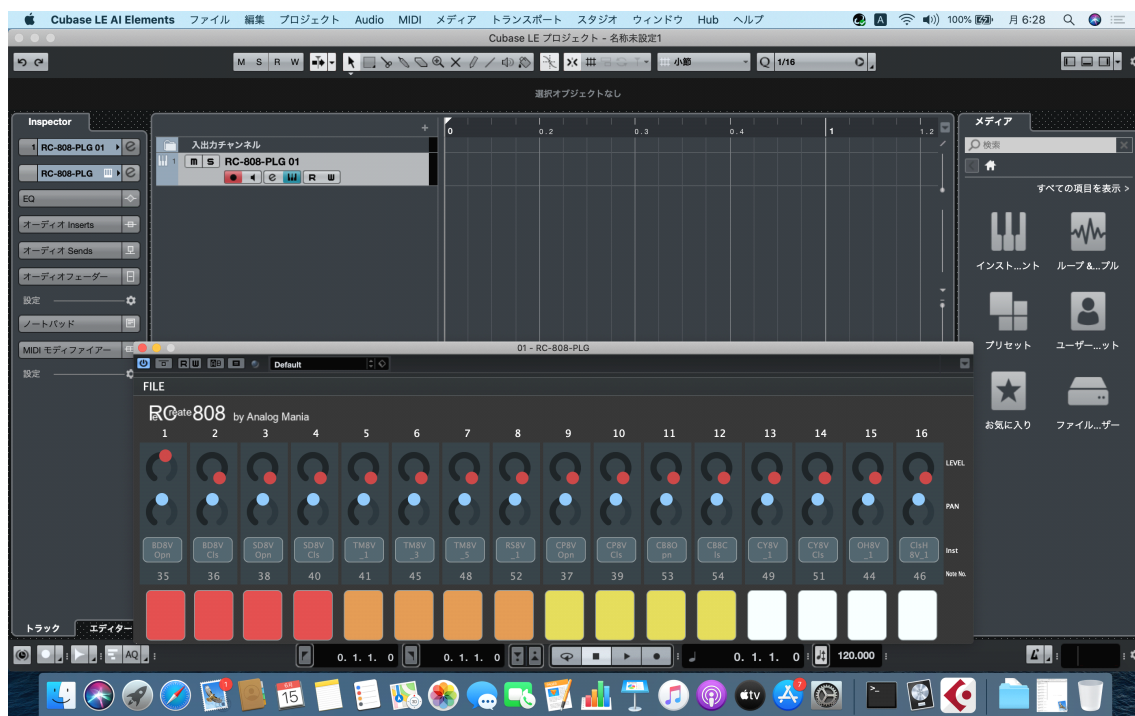 Cubase LE AI Elements ファイル 編集 プロジェクト Audio MIDI メディア トランスポート スタジオ ウィンドウ Hub ヘルプ A 100% 月 6:28
Cubase LE プロジェクト - 名称未設定1
M S R W 小節 Q 1/16
選択オブジェクトなし
Inspector
1 RC-808-PLG 01
RC-808-PLG
EQ
オーディオ Inserts
オーディオ Sends
オーディオフェーダー
設定
ノートパッド
MIDI モディファイアー
設定
トラック エディター
入出力チャンネル
1 m S RC-808-PLG 01
e R W
0 0.2 0.3 0.4 1 1.2
メディア
検索
すべての項目を表示 >
インスト...ント ループ &...プル
プリセット ユーザー...ット
お気に入り ファイル...ザー
01 - RC-808-PLG
R W Default
FILE
ReCreate808 by Analog Mania
1 2 3 4 5 6 7 8 9 10 11 12 13 14 15 16
LEVEL
PAN
BD8V Opn BD8V Cls SD8V Opn SD8V Cls TM8V _1 TM8V _3 TM8V _5 RS8V _1 CP8V Opn CP8V Cls CB8O pn CB8C ls CY8V _1 CY8V Cls OH8V _1 ClsH 8V_1 Inst
35 36 38 40 41 45 48 52 37 39 53 54 49 51 44 46 Note No.
AQ 0. 1. 1. 0 0. 1. 1. 0 0. 1. 1. 0 120.000
1 15 tv 7